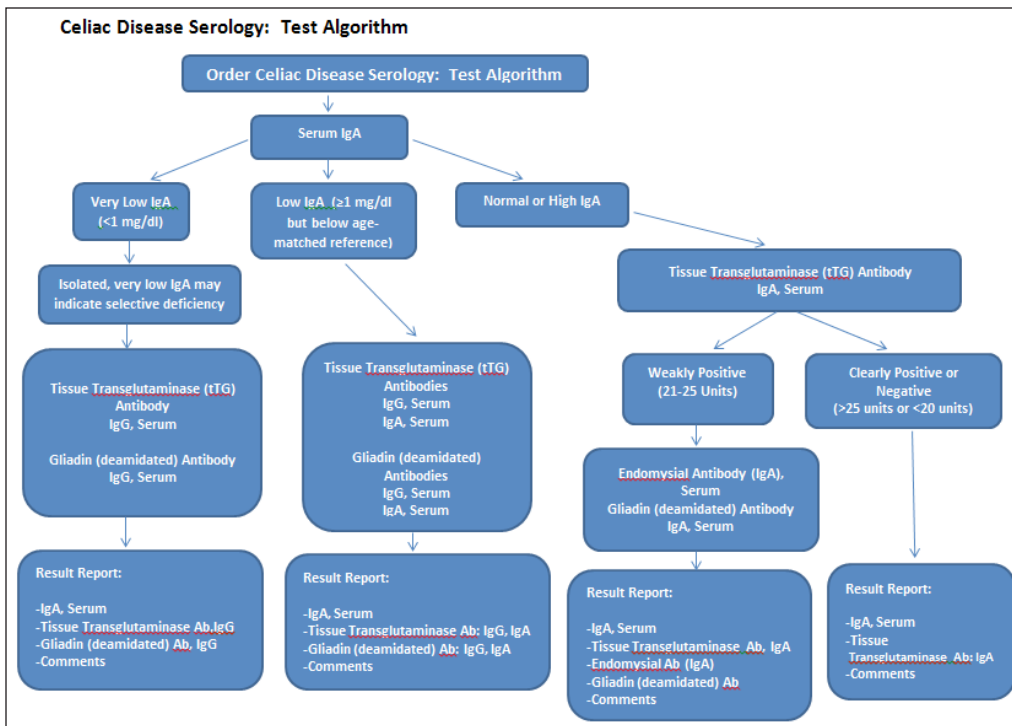 Celiac Disease Serology:  Test Algorithm
Order Celiac Disease Serology:  Test Algorithm
Serum IgA
Very Low IgA
(<1 mg/dl)
Low IgA (≥1 mg/dl
but below age-
matched reference)
Normal or High IgA
Isolated, very low IgA may
indicate selective deficiency
Tissue Transglutaminase (tTG) Antibody
IgA, Serum
Tissue Transglutaminase (tTG)
Antibody
IgG, Serum
Gliadin (deamidated) Antibody
IgG, Serum
Tissue Transglutaminase (tTG)
Antibodies
IgG, Serum
IgA, Serum
Gliadin (deamidated)
Antibodies
IgG, Serum
IgA, Serum
Weakly Positive
(21-25 Units)
Clearly Positive or
Negative
(>25 units or <20 units)
Endomysial Antibody (IgA),
Serum
Gliadin (deamidated) Antibody
IgA, Serum
Result Report:
-IgA, Serum
-Tissue Transglutaminase Ab,IgG
-Gliadin (deamidated) Ab, IgG
-Comments
Result Report:
-IgA, Serum
-Tissue Transglutaminase Ab: IgG, IgA
-Gliadin (deamidated) Ab: IgG, IgA
-Comments
Result Report:
-IgA, Serum
-Tissue Transglutaminase Ab, IgA
-Endomysial Ab (IgA)
-Gliadin (deamidated) Ab
-Comments
Result Report:
-IgA, Serum
-Tissue
Transglutaminase Ab: IgA
-Comments